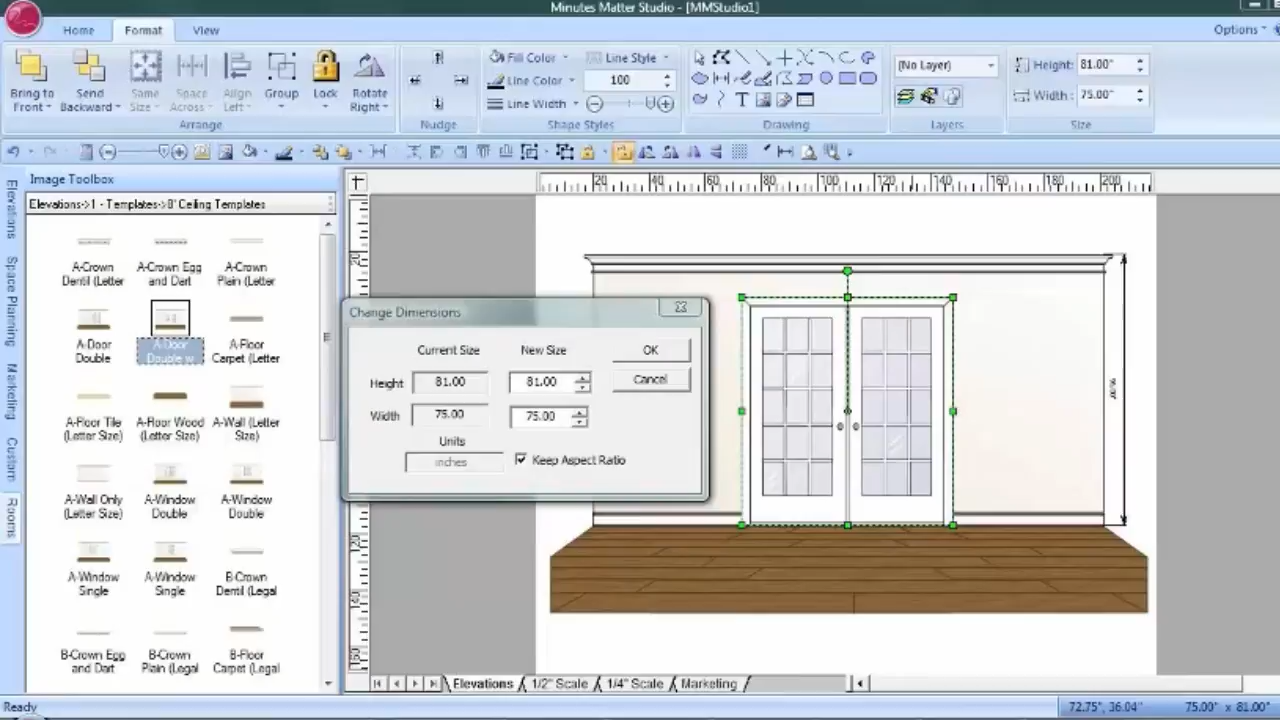 Minutes Matter Studio - [MMStudio1]
Home Format View Options
Bring to Front
Send Backward
Same Size
Space Across
Align Left
Group
Lock
Rotate Right
Arrange
Nudge
Fill Color
Line Style
Line Color 100
Line Width
Shape Styles
Drawing
(No Layer)
Layers
Height: 81.00"
Width: 75.00"
Size
Image Toolbox
Elevations->1 - Templates->8' Ceiling Templates
Elevations
Space Planning
Marketing
Custom
Rooms
A-Crown Dentil (Letter
A-Crown Egg and Dart
A-Crown Plain (Letter
A-Door Double
A-Door Double w
A-Floor Carpet (Letter
A-Floor Tile (Letter Size)
A-Floor Wood (Letter Size)
A-Wall (Letter Size)
A-Wall Only (Letter Size)
A-Window Double
A-Window Double
A-Window Single
A-Window Single
B-Crown Dentil (Legal
B-Crown Egg and Dart
B-Crown Plain (Legal
B-Floor Carpet (Legal
20 40 60 80 100 120 140 160 180 200
Change Dimensions
Current Size New Size OK
Height 81.00 81.00 Cancel
Width 75.00 75.00
Units
inches Keep Aspect Ratio
Elevations 1/2" Scale 1/4" Scale Marketing
Ready 72.75", 36.04" 75.00" x 81.00"